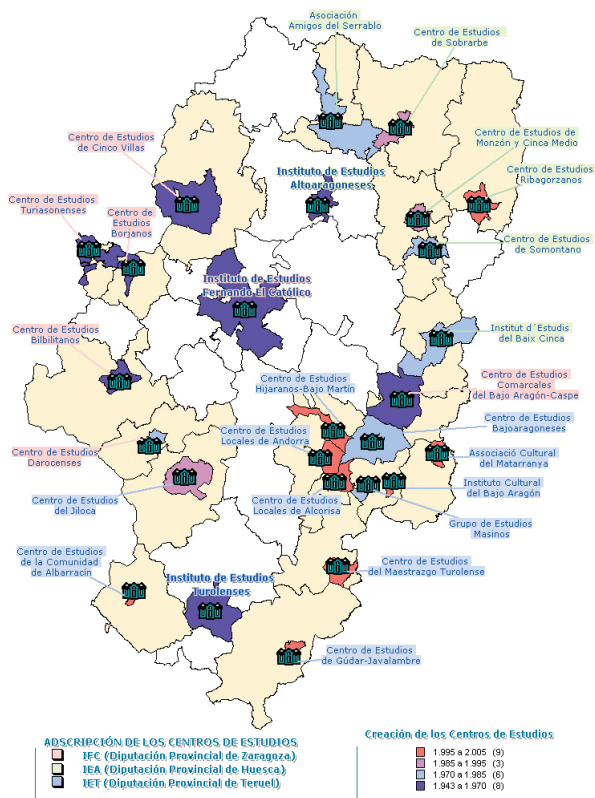 Asociación
Amigos del Serrablo
Centro de Estudios
de Sobrarbe
Centro de Estudios
de Cinco Villas
Centro de Estudios de
Monzón y Cinca Medio
Instituto de Estudios
Altoaragoneses
Centro de Estudios
Ribagorzanos
Centro de Estudios
Turiasonenses
Centro de
Estudios
Borjanos
Centro de Estudios
de Somontano
Instituto de Estudios
Fernando El Católico
Centro de Estudios
Bilbilitanos
Institut d´Estudis
del Baix Cinca
Centro de Estudios
Hijaranos-Bajo Martín
Centro de Estudios
Comarcales
del Bajo Aragón-Caspe
Centro de Estudios
Locales de Andorra
Centro de Estudios
Bajoaragoneses
Centro de Estudios
Darocenses
Associació Cultural
del Matarranya
Centro de Estudios
del Jiloca
Centro de Estudios
Locales de Alcorisa
Instituto Cultural
del Bajo Aragón
Grupo de Estudios
Masinos
Centro de Estudios
de la Comunidad
de Albarracín
Instituto de Estudios
Turolenses
Centro de Estudios
del Maestrazgo Turolense
Centro de Estudios
de Gúdar-Javalambre
ADSCRIPCIÓN DE LOS CENTROS DE ESTUDIOS
IFC (Diputación Provincial de Zaragoza)
IEA (Diputación Provincial de Huesca)
IET (Diputación Provincial de Teruel)
Creación de los Centros de Estudios
1.995 a 2.005 (9)
1.985 a 1.995 (3)
1.970 a 1.985 (6)
1.943 a 1.970 (8)